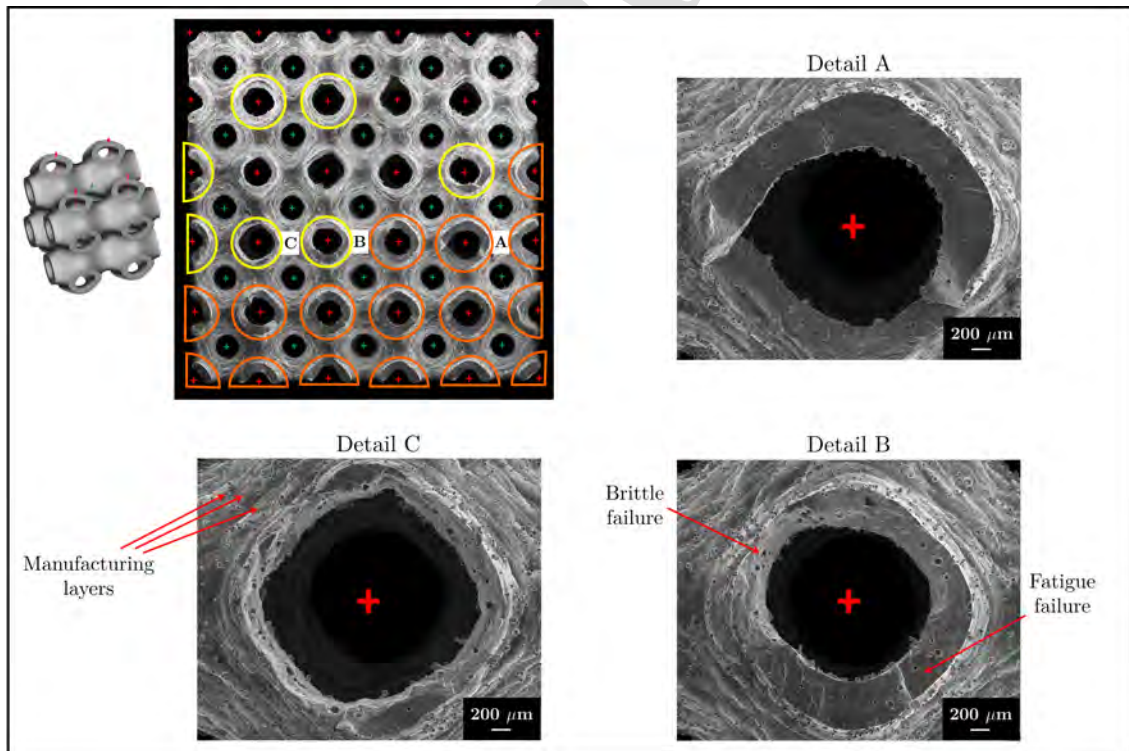 Detail A
C
B
A
200 μm
Detail C
Detail B
Brittle
failure
Manufacturing
layers
Fatigue
failure
200 μm
200 μm